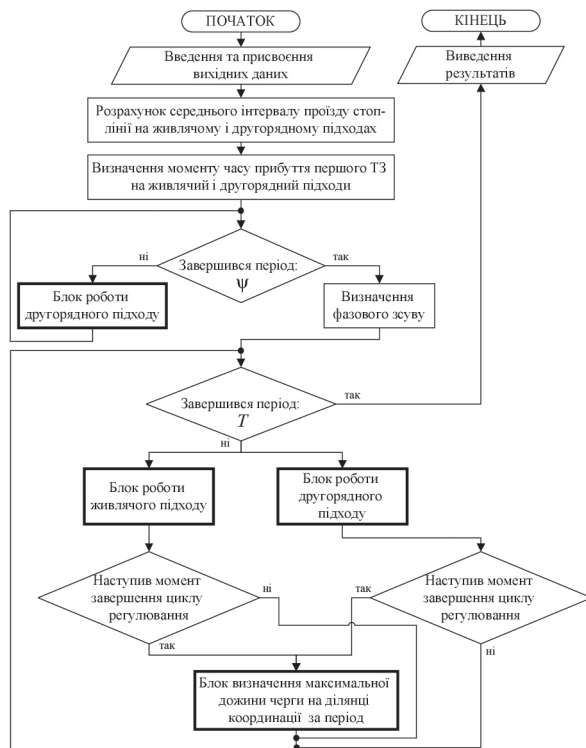 ПОЧАТОК
КІНЕЦЬ
Введення та присвоєння
вихідних даних
Виведення
результатів
Розрахунок середнього інтервалу проїзду стоп-
лінії на живлячому і другорядному підходах
Визначення моменту часу прибуття першого ТЗ
на живлячий і другорядний підходи
ні
Завершився період:
ψ
так
Блок роботи
другорядного підходу
Визначення
фазового зсуву
Завершився період:
T
так
ні
Блок роботи
живлячого підходу
Блок роботи
другорядного
підходу
Наступив момент
завершення циклу
регулювання
ні
так
Наступив момент
завершення циклу
регулювання
так
ні
Блок визначення максимальної
дожини черги на ділянці
координації за період